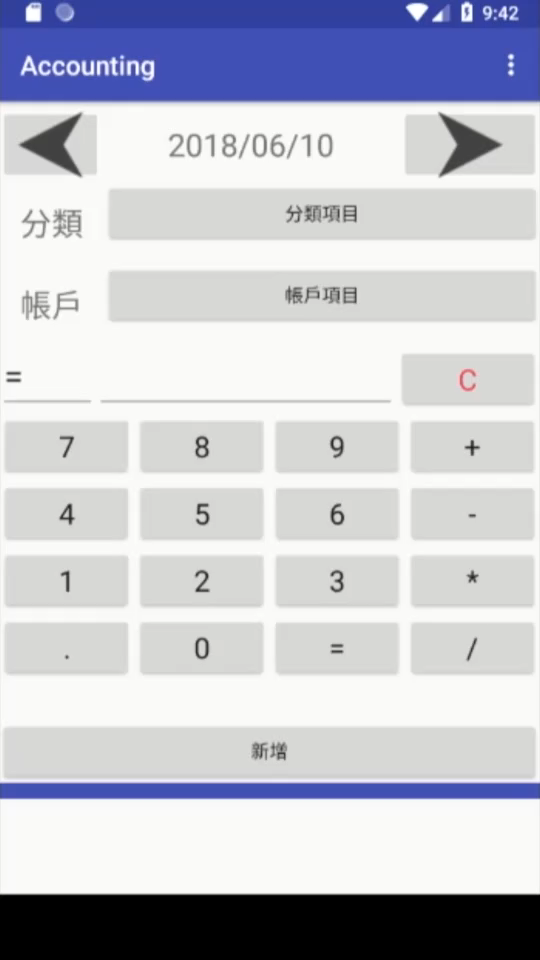 9:42
Accounting
2018/06/10
分類 分類項目
帳戶 帳戶項目
= C
7 8 9 +
4 5 6 -
1 2 3 *
. 0 = /
新增